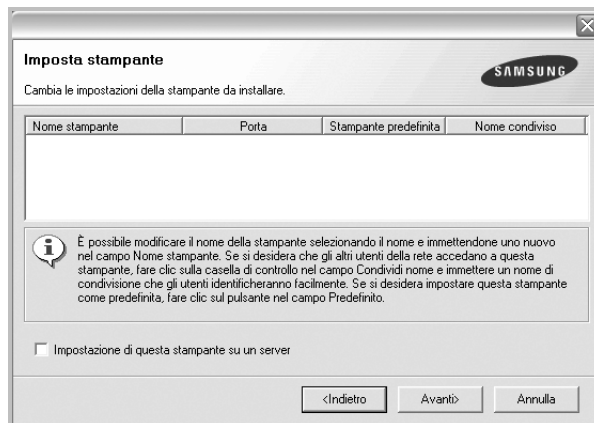 Imposta stampante
SAMSUNG
Cambia le impostazioni della stampante da installare.
Nome stampante Porta Stampante predefinita Nome condiviso
È possibile modificare il nome della stampante selezionando il nome e immettendone uno nuovo
nel campo Nome stampante. Se si desidera che gli altri utenti della rete accedano a questa
stampante, fare clic sulla casella di controllo nel campo Condividi nome e immettere un nome di
condivisione che gli utenti identificheranno facilmente. Se si desidera impostare questa stampante
come predefinita, fare clic sul pulsante nel campo Predefinito.
Impostazione di questa stampante su un server
<Indietro Avanti> Annulla